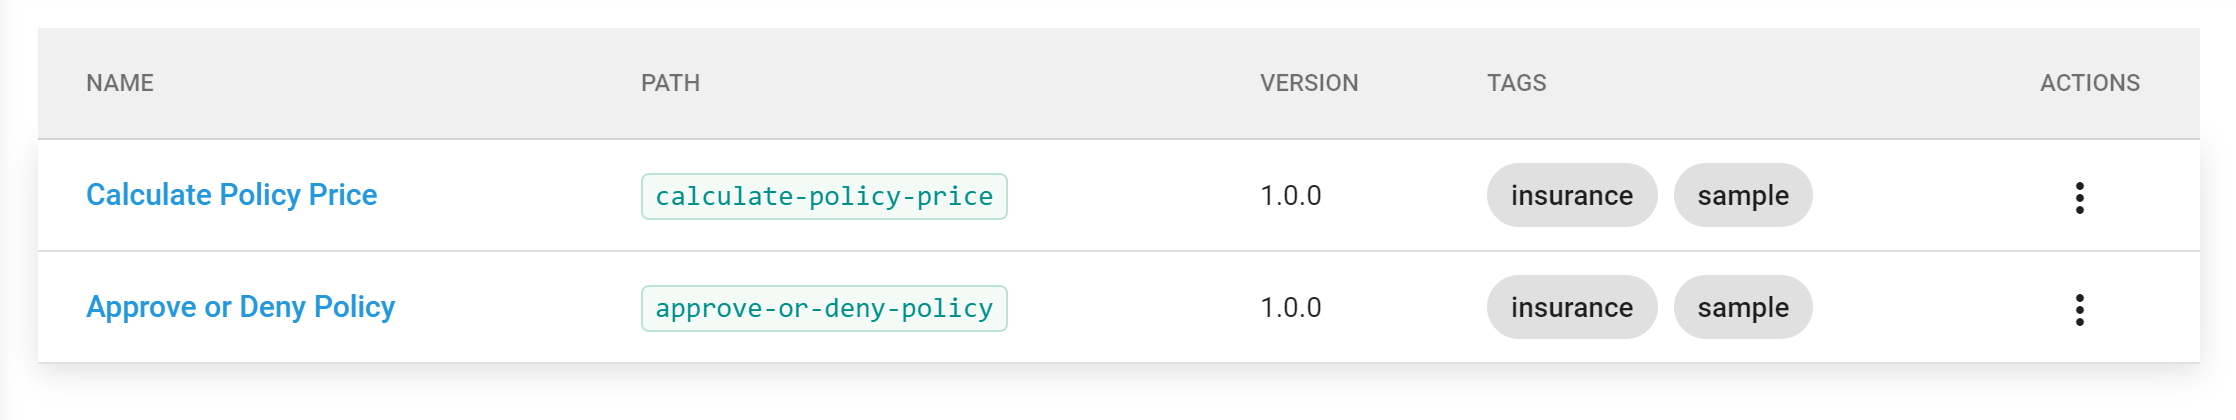 NAME PATH VERSION TAGS ACTIONS
Calculate Policy Price calculate-policy-price 1.0.0 insurance sample
Approve or Deny Policy approve-or-deny-policy 1.0.0 insurance sample